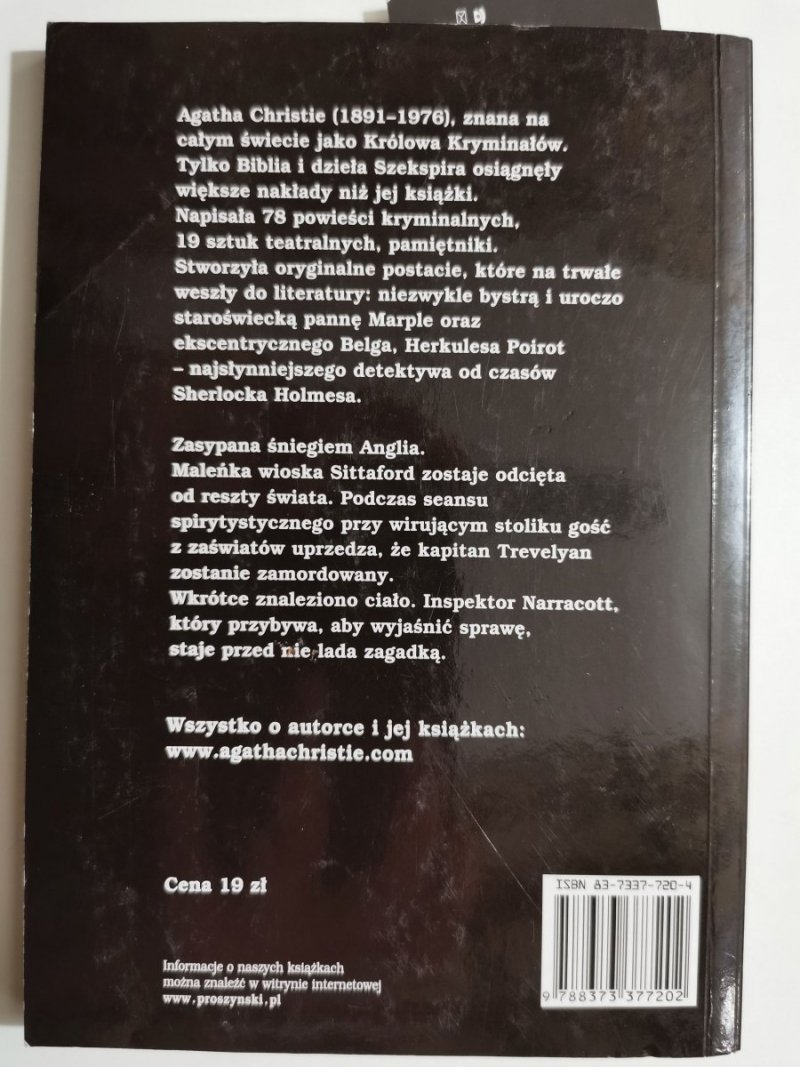 Agatha Christie (1891–1976), znana na
całym świecie jako Królowa Kryminałów.
Tylko Biblia i dzieła Szekspira osiągnęły
większe nakłady niż jej książki.
Napisała 78 powieści kryminalnych,
19 sztuk teatralnych, pamiętniki.
Stworzyła oryginalne postacie, które na trwałe
weszły do literatury: niezwykle bystrą i uroczo
staroświecką pannę Marple oraz
ekscentrycznego Belga, Herkulesa Poirot
– najsłynniejszego detektywa od czasów
Sherlocka Holmesa.
Zasypana śniegiem Anglia.
Maleńka wioska Sittaford zostaje odcięta
od reszty świata. Podczas seansu
spirytystycznego przy wirującym stoliku gość
z zaświatów uprzedza, że kapitan Trevelyan
zostanie zamordowany.
Wkrótce znaleziono ciało. Inspektor Narracott,
który przybywa, aby wyjaśnić sprawę,
staje przed nie lada zagadką.
Wszystko o autorce i jej książkach:
www.agathachristie.com
Cena 19 zł
ISBN 83-7337-720-4
9 788373 377202
Informacje o naszych książkach
można znaleźć w witrynie internetowej
www.proszynski.pl